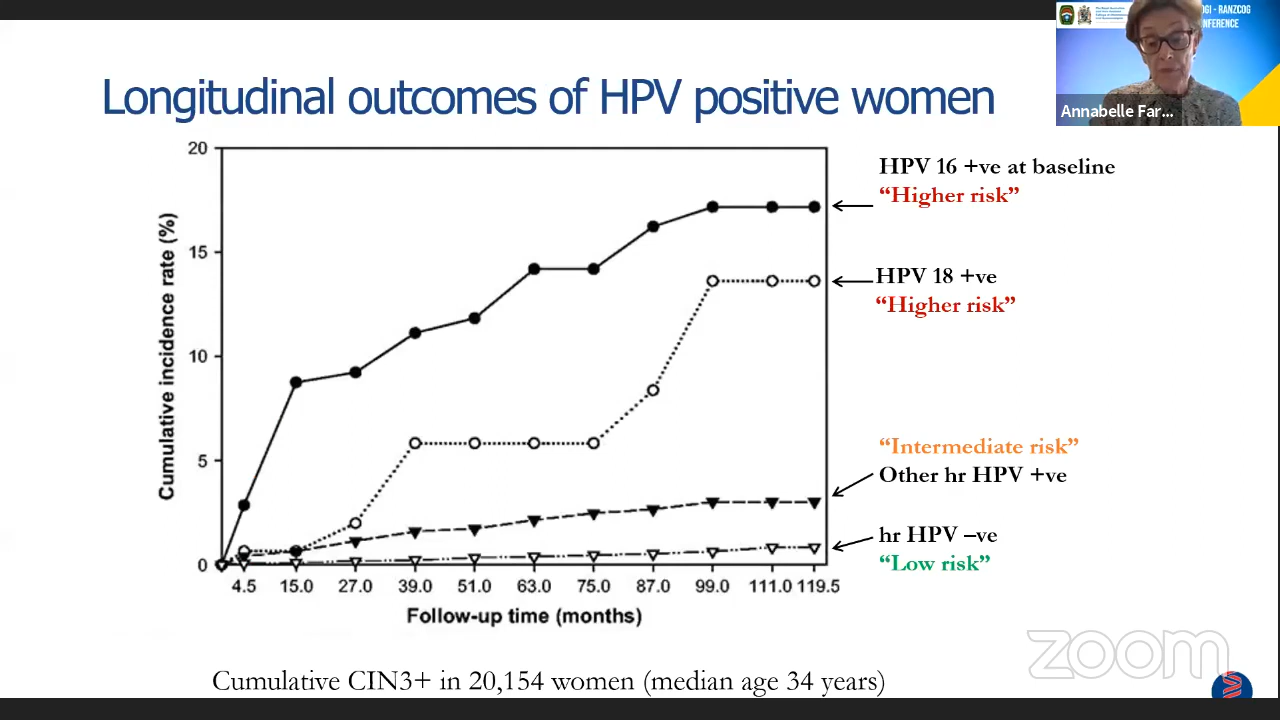 OGI - RANZCOG
NFERENCE
Annabelle Far...
Longitudinal outcomes of HPV positive women
20
15
10
5
0
Cumulative incidence rate (%)
4.5 15.0 27.0 39.0 51.0 63.0 75.0 87.0 99.0 111.0 119.5
Follow-up time (months)
HPV 16 +ve at baseline
“Higher risk”
HPV 18 +ve
“Higher risk”
“Intermediate risk”
Other hr HPV +ve
hr HPV –ve
“Low risk”
zoom
Cumulative CIN3+ in 20,154 women (median age 34 years)